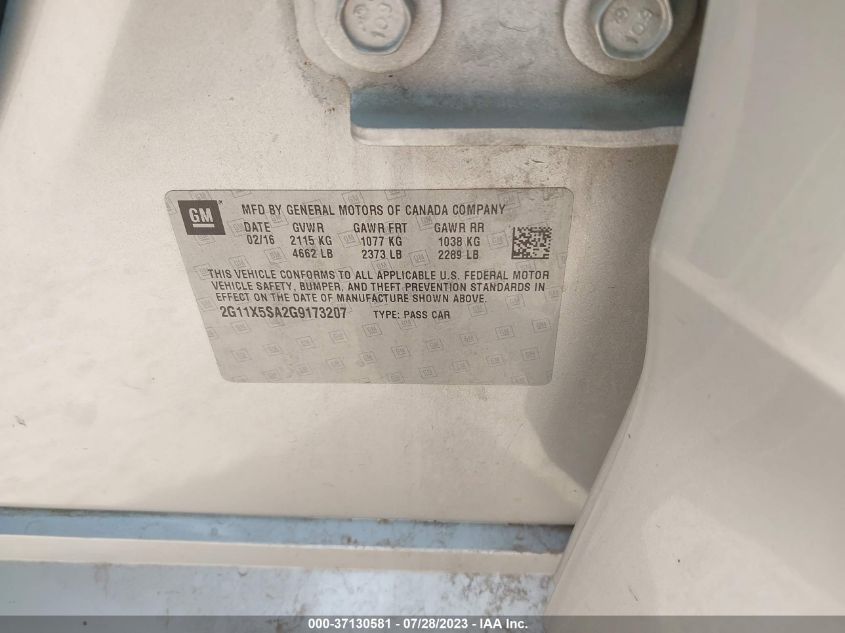 GM
MFD BY GENERAL MOTORS OF CANADA COMPANY
DATE GVWR GAWR FRT GAWR RR
02/16 2115 KG 1077 KG 1038 KG
4662 LB 2373 LB 2289 LB
THIS VEHICLE CONFORMS TO ALL APPLICABLE U.S. FEDERAL MOTOR
VEHICLE SAFETY, BUMPER, AND THEFT PREVENTION STANDARDS IN
EFFECT ON THE DATE OF MANUFACTURE SHOWN ABOVE.
2G11X5SA2G9173207 TYPE: PASS CAR
000-37130581 - 07/28/2023 - IAA Inc.